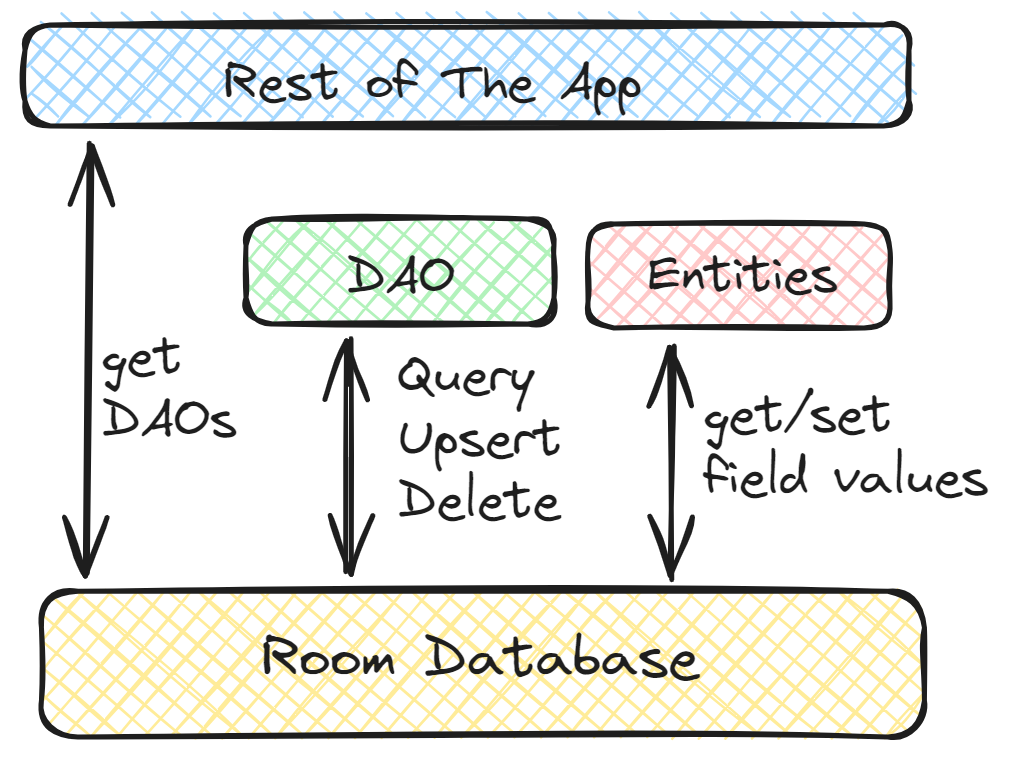 Rest of The App
DAO
Entities
get
DAOs
Query
Upsert
Delete
get/set
field values
Room Database